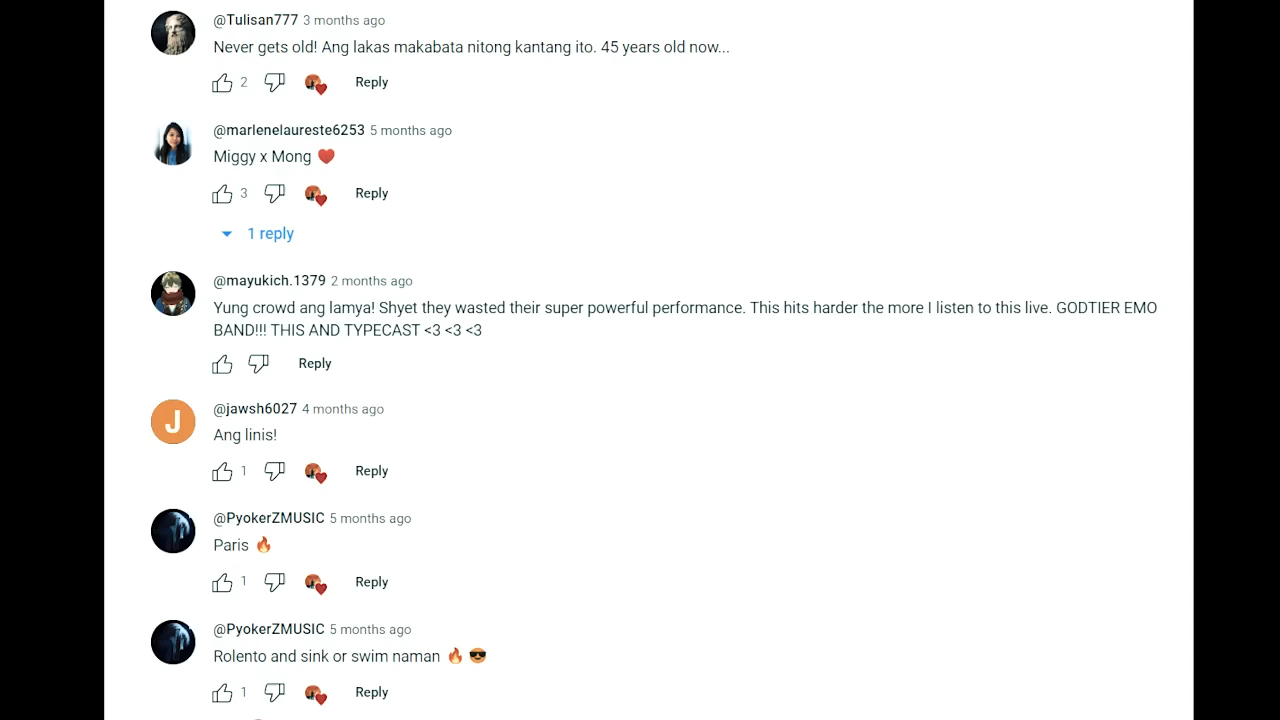 @Tulisan777 3 months ago
Never gets old! Ang lakas makabata nitong kantang ito. 45 years old now...
2 Reply
@marlenelaureste6253 5 months ago
Miggy x Mong ❤️
3 Reply
1 reply
@mayukich.1379 2 months ago
Yung crowd ang lamya! Shyet they wasted their super powerful performance. This hits harder the more I listen to this live. GODTIER EMO
BAND!!! THIS AND TYPECAST <3 <3 <3
Reply
J
@jawsh6027 4 months ago
Ang linis!
1 Reply
@PyokerZMUSIC 5 months ago
Paris 🔥
1 Reply
@PyokerZMUSIC 5 months ago
Rolento and sink or swim naman 🔥 😎
1 Reply